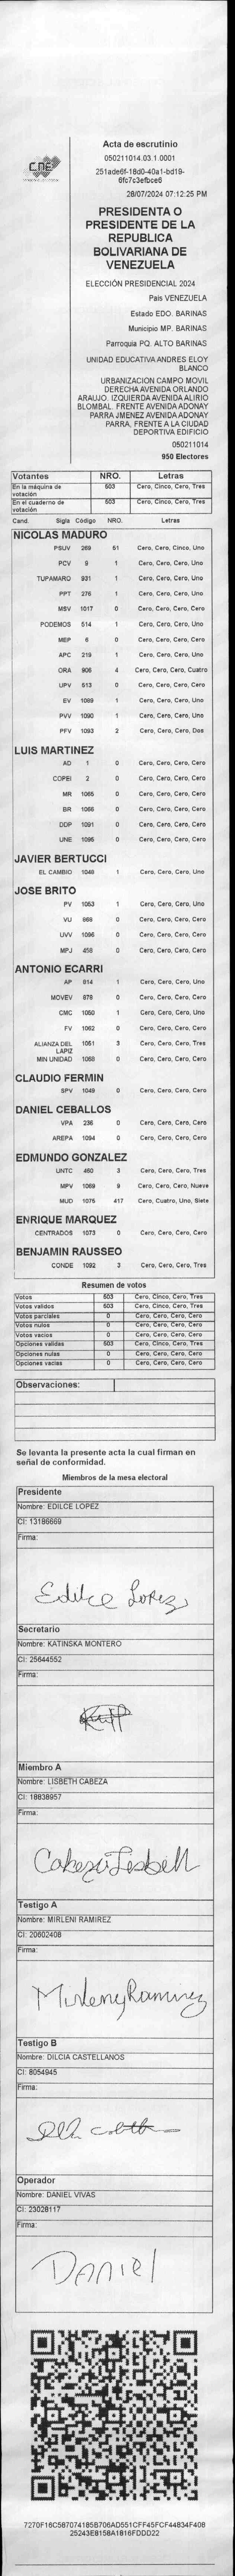 CNE
Acta de escrutinio
050211014.03.1.0001
251ade6f-18d0-40a1-bd19-
6fc7c3efbce6
28/07/2024 07:12:25 PM
PRESIDENTA O
PRESIDENTE DE LA
REPUBLICA
BOLIVARIANA DE
VENEZUELA
ELECCIÓN PRESIDENCIAL 2024
País VENEZUELA
Estado EDO. BARINAS
Municipio MP. BARINAS
Parroquia PQ. ALTO BARINAS
UNIDAD EDUCATIVA ANDRES ELOY
BLANCO
URBANIZACION CAMPO MOVIL
DERECHA AVENIDA ORLANDO
ARAUJO. IZQUIERDA AVENIDA ALIRIO
BLOMBAL. FRENTE AVENIDA ADONAY
PARRA JIMENEZ AVENIDA ADONAY
PARRA, FRENTE A LA CIUDAD
DEPORTIVA EDIFICIO
050211014
950 Electores
Votantes NRO. Letras
En la máquina de votación 503 Cero, Cinco, Cero, Tres
En el cuaderno de votación 503 Cero, Cinco, Cero, Tres
Cand. Sigla Código NRO. Letras
NICOLAS MADURO
PSUV 269 51 Cero, Cero, Cinco, Uno
PCV 9 1 Cero, Cero, Cero, Uno
TUPAMARO 931 1 Cero, Cero, Cero, Uno
PPT 276 1 Cero, Cero, Cero, Uno
MSV 1017 0 Cero, Cero, Cero, Cero
PODEMOS 514 1 Cero, Cero, Cero, Uno
MEP 6 0 Cero, Cero, Cero, Cero
APC 219 1 Cero, Cero, Cero, Uno
ORA 906 4 Cero, Cero, Cero, Cuatro
UPV 513 0 Cero, Cero, Cero, Cero
EV 1089 1 Cero, Cero, Cero, Uno
PVV 1090 1 Cero, Cero, Cero, Uno
PFV 1093 2 Cero, Cero, Cero, Dos
LUIS MARTINEZ
AD 1 0 Cero, Cero, Cero, Cero
COPEI 2 0 Cero, Cero, Cero, Cero
MR 1065 0 Cero, Cero, Cero, Cero
BR 1066 0 Cero, Cero, Cero, Cero
DDP 1091 0 Cero, Cero, Cero, Cero
UNE 1095 0 Cero, Cero, Cero, Cero
JAVIER BERTUCCI
EL CAMBIO 1048 1 Cero, Cero, Cero, Uno
JOSE BRITO
PV 1053 1 Cero, Cero, Cero, Uno
VU 868 0 Cero, Cero, Cero, Cero
UVV 1096 0 Cero, Cero, Cero, Cero
MPJ 458 0 Cero, Cero, Cero, Cero
ANTONIO ECARRI
AP 814 1 Cero, Cero, Cero, Uno
MOVEV 878 0 Cero, Cero, Cero, Cero
CMC 1050 1 Cero, Cero, Cero, Uno
FV 1062 0 Cero, Cero, Cero, Cero
ALIANZA DEL LAPIZ 1051 3 Cero, Cero, Cero, Tres
MIN UNIDAD 1068 0 Cero, Cero, Cero, Cero
CLAUDIO FERMIN
SPV 1049 0 Cero, Cero, Cero, Cero
DANIEL CEBALLOS
VPA 236 0 Cero, Cero, Cero, Cero
AREPA 1094 0 Cero, Cero, Cero, Cero
EDMUNDO GONZALEZ
UNTC 460 3 Cero, Cero, Cero, Tres
MPV 1069 9 Cero, Cero, Cero, Nueve
MUD 1075 417 Cero, Cuatro, Uno, Siete
ENRIQUE MARQUEZ
CENTRADOS 1073 0 Cero, Cero, Cero, Cero
BENJAMIN RAUSSEO
CONDE 1092 3 Cero, Cero, Cero, Tres
Resumen de votos
Votos 503 Cero, Cinco, Cero, Tres
Votos validos 503 Cero, Cinco, Cero, Tres
Votos parciales 0 Cero, Cero, Cero, Cero
Votos nulos 0 Cero, Cero, Cero, Cero
Votos vacios 0 Cero, Cero, Cero, Cero
Opciones validas 503 Cero, Cinco, Cero, Tres
Opciones nulas 0 Cero, Cero, Cero, Cero
Opciones vacias 0 Cero, Cero, Cero, Cero
Observaciones:
Se levanta la presente acta la cual firman en
señal de conformidad.
Miembros de la mesa electoral
Presidente
Nombre: EDILCE LOPEZ
CI: 13186669
Firma:
Edilce Lopez
Secretario
Nombre: KATINSKA MONTERO
CI: 25644552
Firma:
Miembro A
Nombre: LISBETH CABEZA
CI: 18838957
Firma:
Cabeza Lisbeth
Testigo A
Nombre: MIRLENI RAMIREZ
CI: 20602408
Firma:
Mirleny Ramirez
Testigo B
Nombre: DILCIA CASTELLANOS
CI: 8054945
Firma:
Operador
Nombre: DANIEL VIVAS
CI: 23028117
Firma:
DANIEL
7270F16C587074185B706AD551CFF45FCF44834F408
25243E8158A1816FDDD22